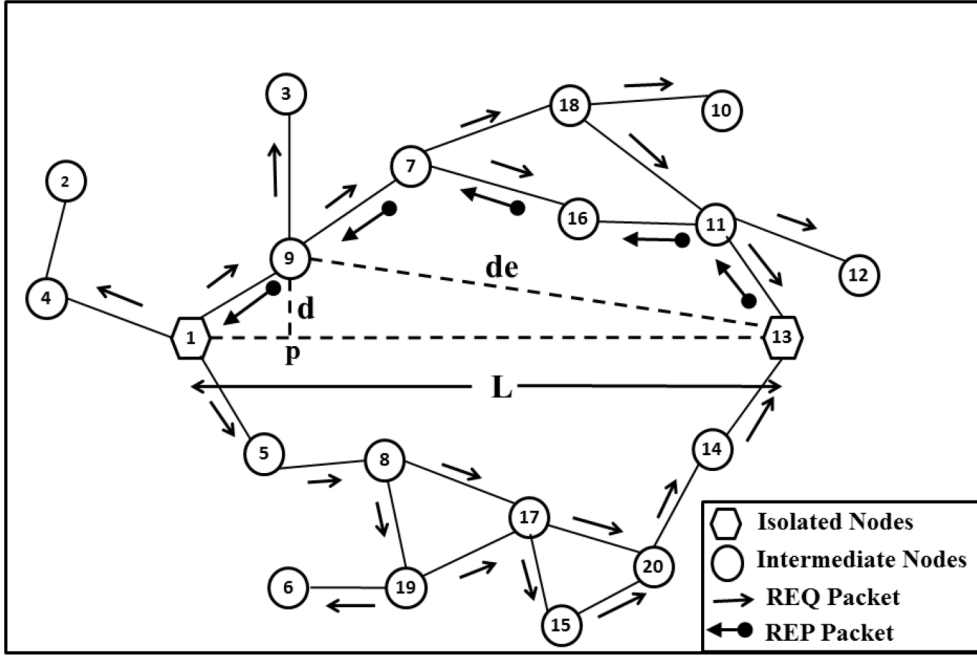 3
18
10
7
2
16
11
9
de
12
4
d
1
p
13
L
5
8
14
17
Isolated Nodes
Intermediate Nodes
20
6
19
REQ Packet
15
REP Packet